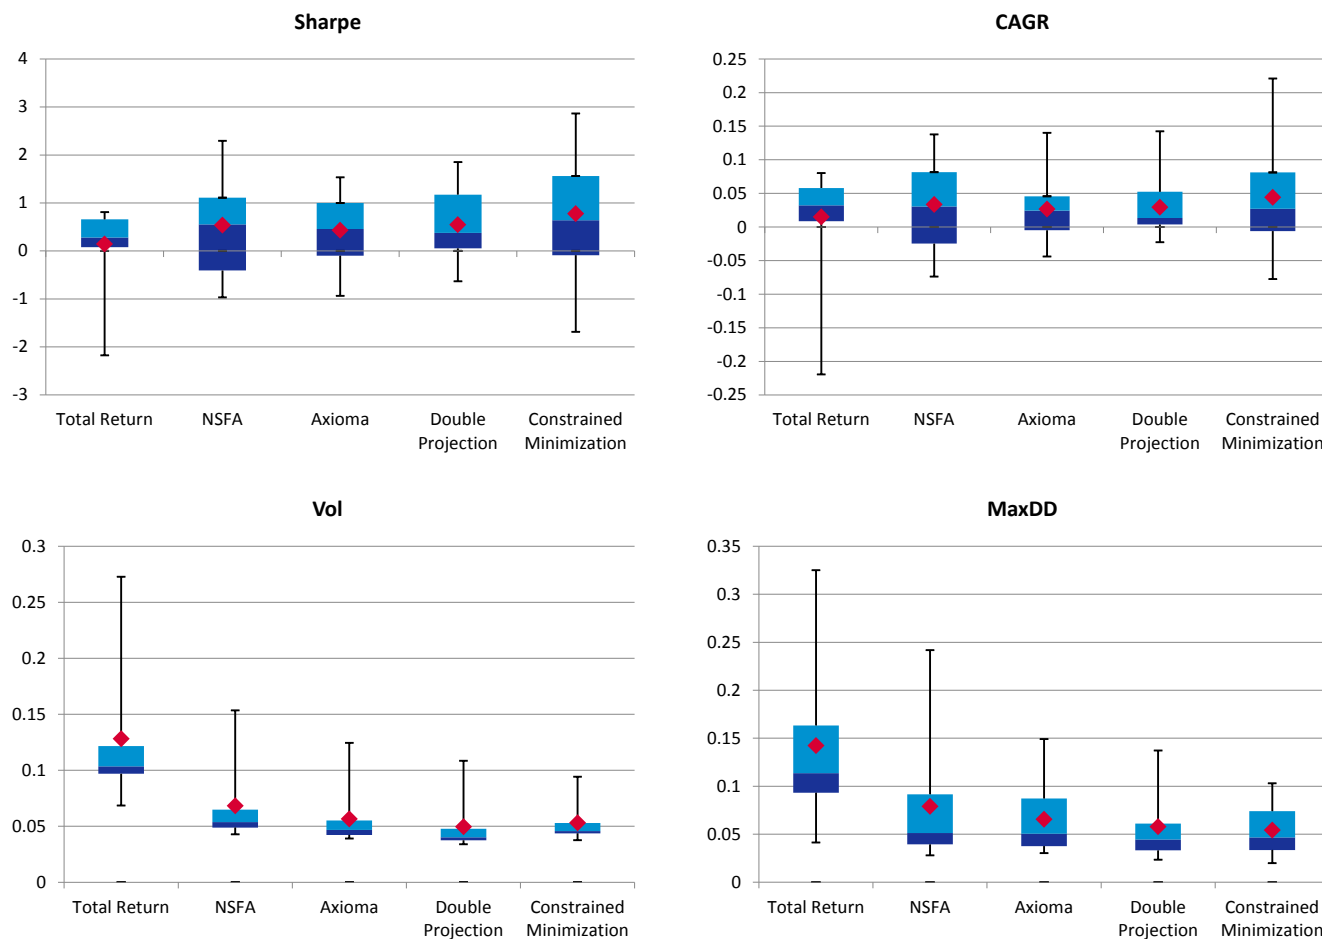 Sharpe
4
3
2
1
0
-1
-2
-3
Total Return
NSFA
Axioma
Double
Projection
Constrained
Minimization
CAGR
0.25
0.2
0.15
0.1
0.05
0
-0.05
-0.1
-0.15
-0.2
-0.25
Total Return
NSFA
Axioma
Double
Projection
Constrained
Minimization
Vol
0.3
0.25
0.2
0.15
0.1
0.05
0
Total Return
NSFA
Axioma
Double
Projection
Constrained
Minimization
MaxDD
0.35
0.3
0.25
0.2
0.15
0.1
0.05
0
Total Return
NSFA
Axioma
Double
Projection
Constrained
Minimization